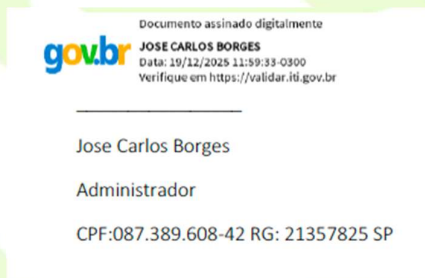 Documento assinado digitalmente
gov.br
JOSE CARLOS BORGES
Data: 19/12/2025 11:59:33-0300
Verifique em https://validar.iti.gov.br
Jose Carlos Borges
Administrador
CPF:087.389.608-42 RG: 21357825 SP